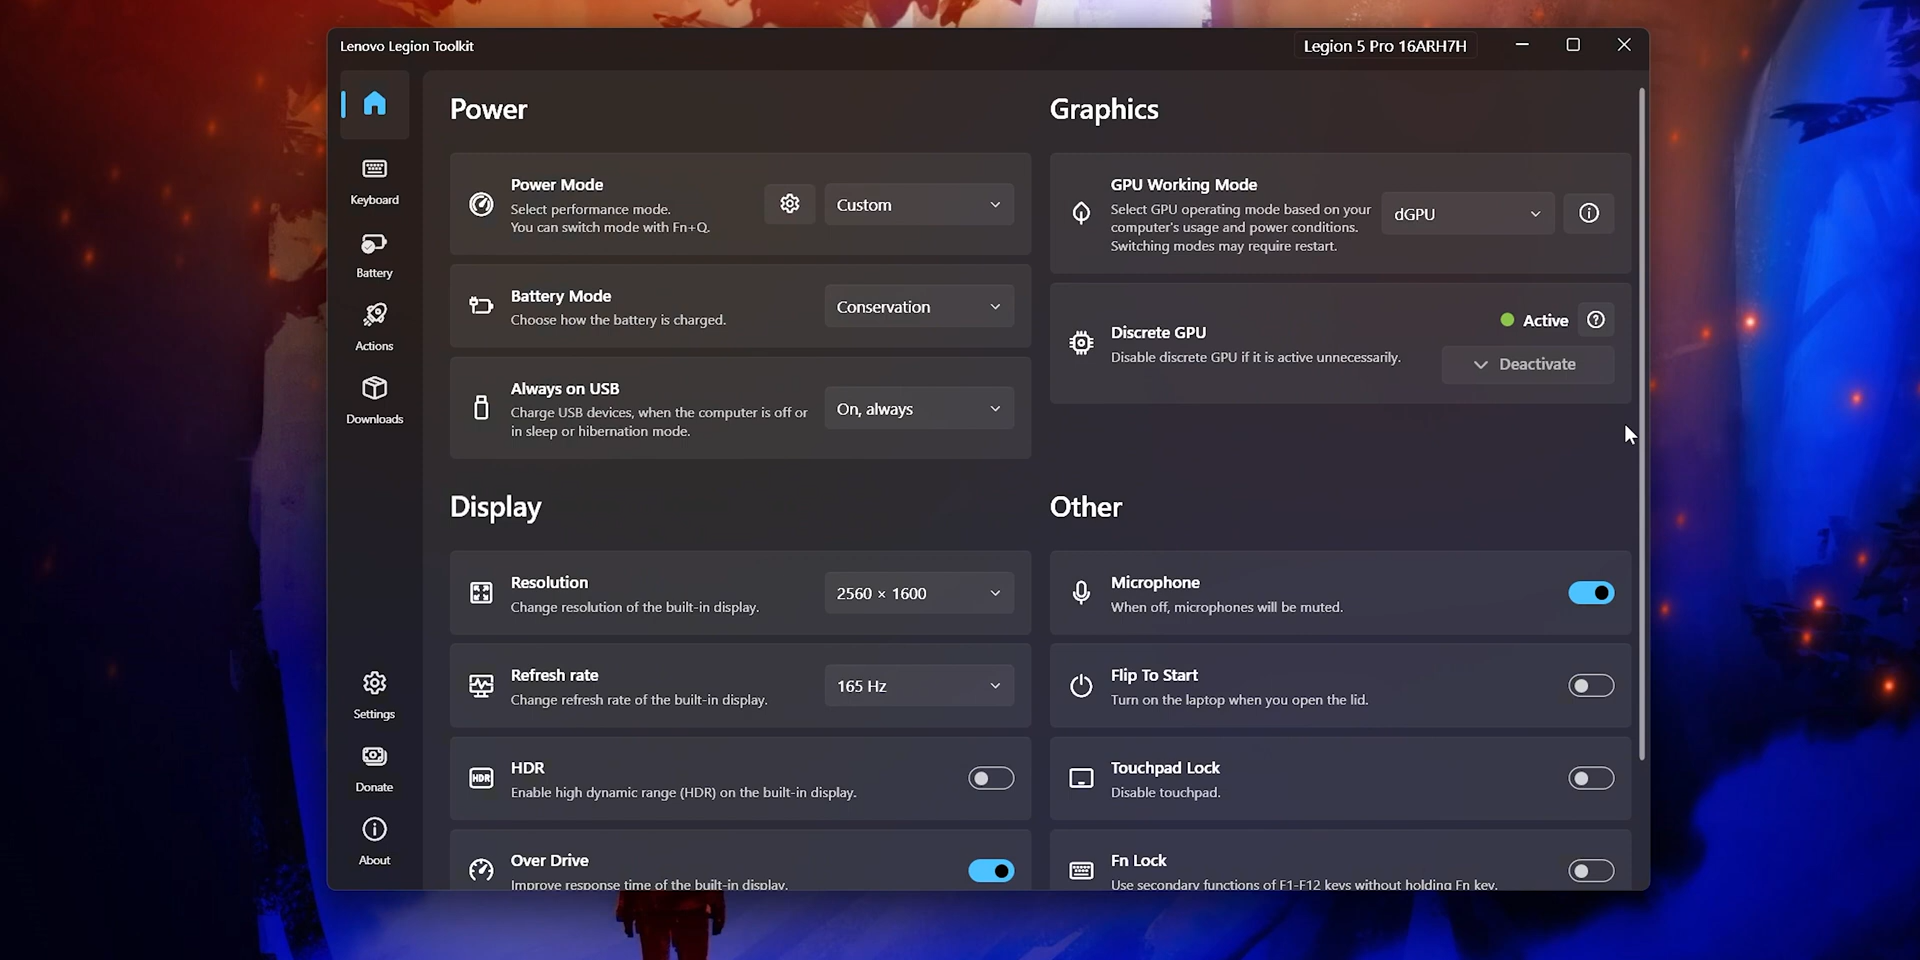 Lenovo Legion Toolkit
Legion 5 Pro 16ARH7H
Keyboard
Battery
Actions
Downloads
Settings
Donate
About
Power
Power Mode
Select performance mode.
You can switch mode with Fn+Q.
Custom
Battery Mode
Choose how the battery is charged.
Conservation
Always on USB
Charge USB devices, when the computer is off or
in sleep or hibernation mode.
On, always
Graphics
GPU Working Mode
Select GPU operating mode based on your
computer's usage and power conditions.
Switching modes may require restart.
dGPU
Discrete GPU
Disable discrete GPU if it is active unnecessarily.
Active
Deactivate
Display
Resolution
Change resolution of the built-in display.
2560 × 1600
Refresh rate
Change refresh rate of the built-in display.
165 Hz
HDR
HDR
Enable high dynamic range (HDR) on the built-in display.
Over Drive
Improve response time of the built-in display.
Other
Microphone
When off, microphones will be muted.
Flip To Start
Turn on the laptop when you open the lid.
Touchpad Lock
Disable touchpad.
Fn Lock
Use secondary functions of F1-F12 keys without holding Fn key.